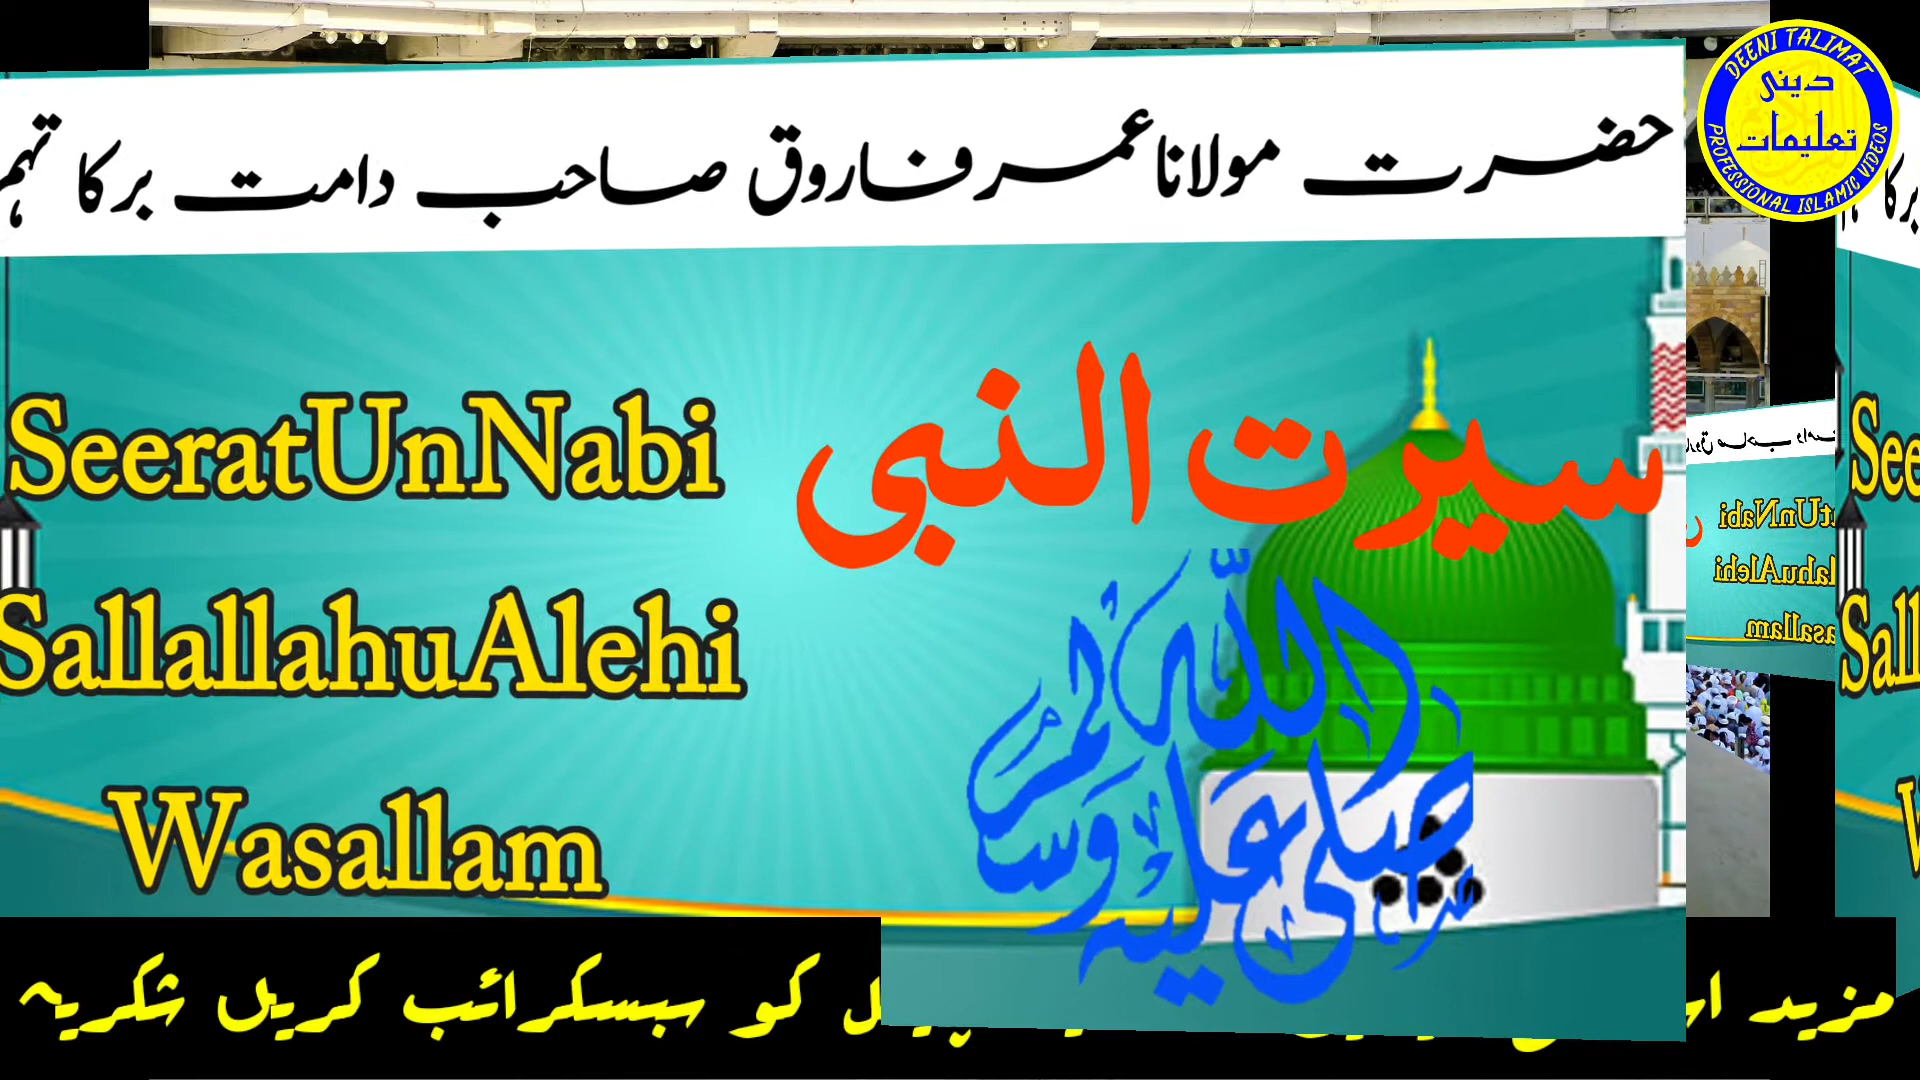 حضرت مولانا عمر فاروق صاحب دامت برکاتہم
DEENI TALIMAT
دینی
تعلیمات
PROFESSIONAL ISLAMIC VIDEOS
سیرت النبی
SeeratUnNabi
صلی اللہ علیہ وسلم
SallallahuAlehi
Wasallam
مزید
کو سبسکرائب کریں شکریہ